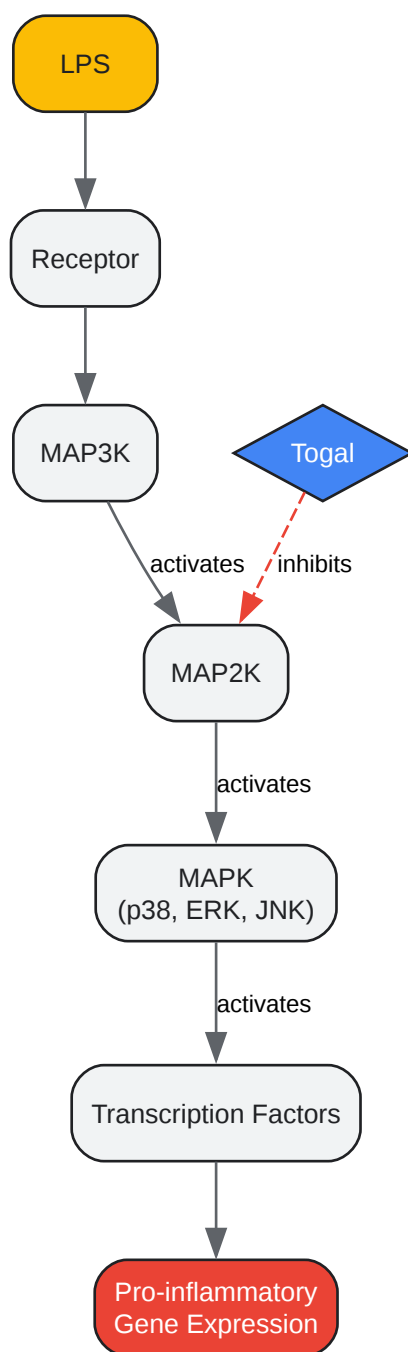 LPS
Receptor
MAP3K
Togal
activates
inhibits
MAP2K
activates
MAPK
(p38, ERK, JNK)
activates
Transcription Factors
Pro-inflammatory
Gene Expression